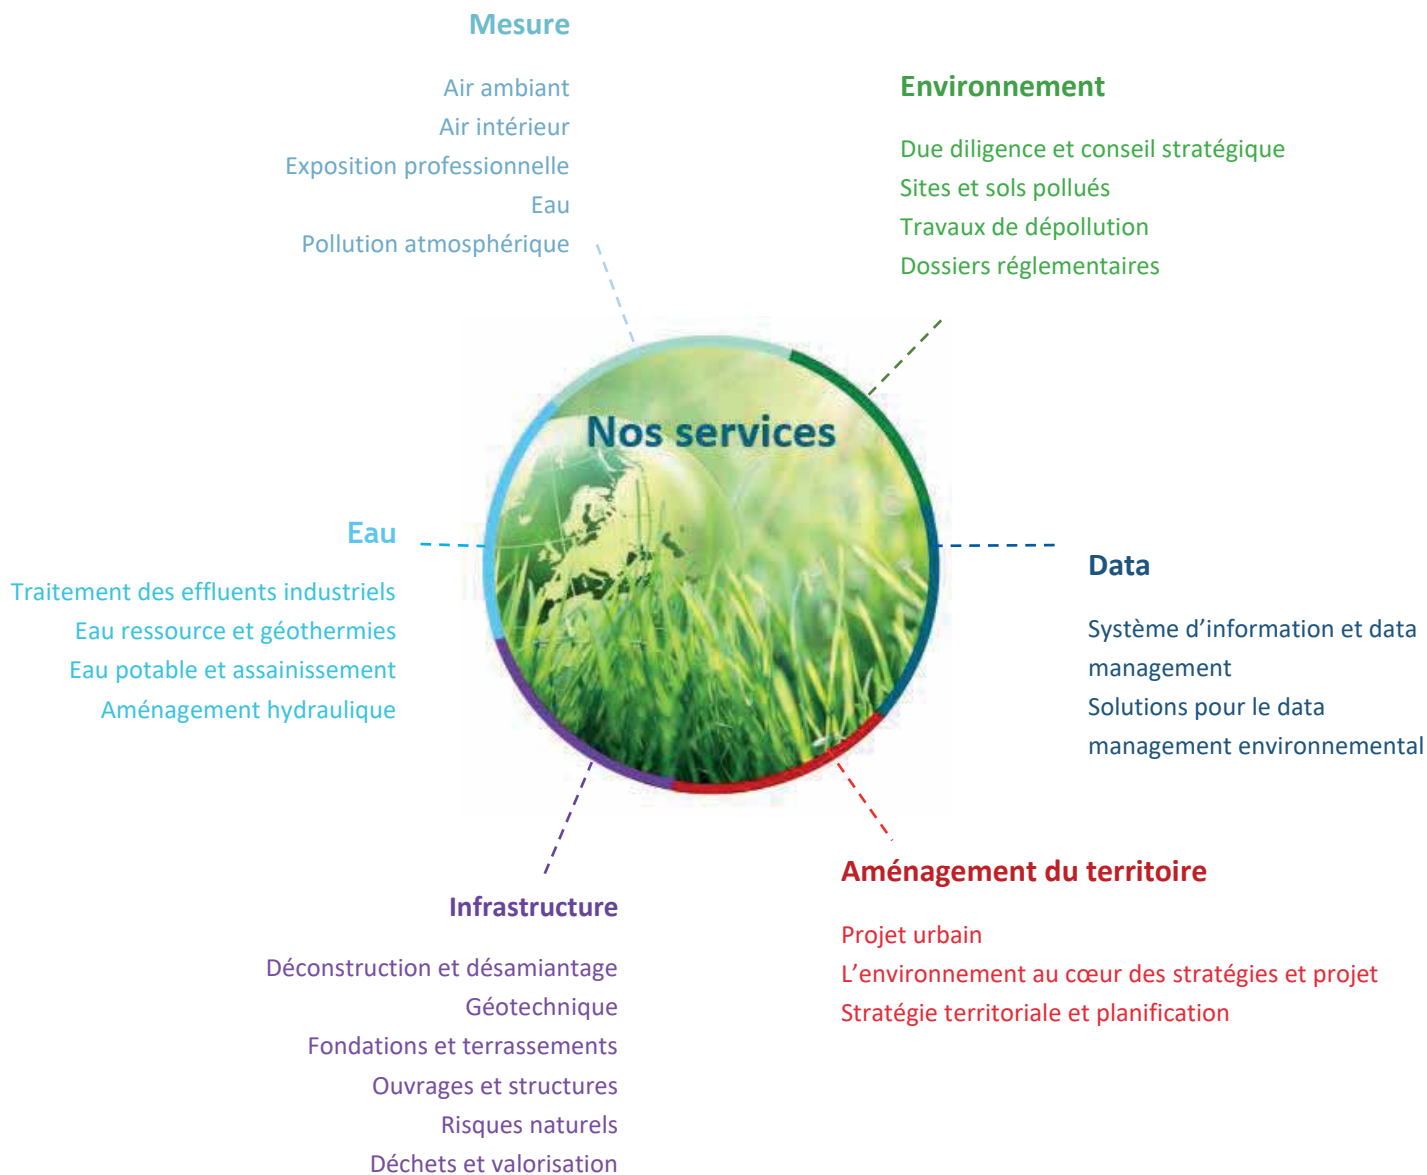 Mesure
Air ambiant
Air intérieur
Exposition professionnelle
Eau
Pollution atmosphérique
Environnement
Due diligence et conseil stratégique
Sites et sols pollués
Travaux de dépollution
Dossiers réglementaires
Nos services
Eau
Traitement des effluents industriels
Eau ressource et géothermies
Eau potable et assainissement
Aménagement hydraulique
Data
Système d’information et data
management
Solutions pour le data
management environnemental
Infrastructure
Déconstruction et désamiantage
Géotechnique
Fondations et terrassements
Ouvrages et structures
Risques naturels
Déchets et valorisation
Aménagement du territoire
Projet urbain
L’environnement au cœur des stratégies et projet
Stratégie territoriale et planification